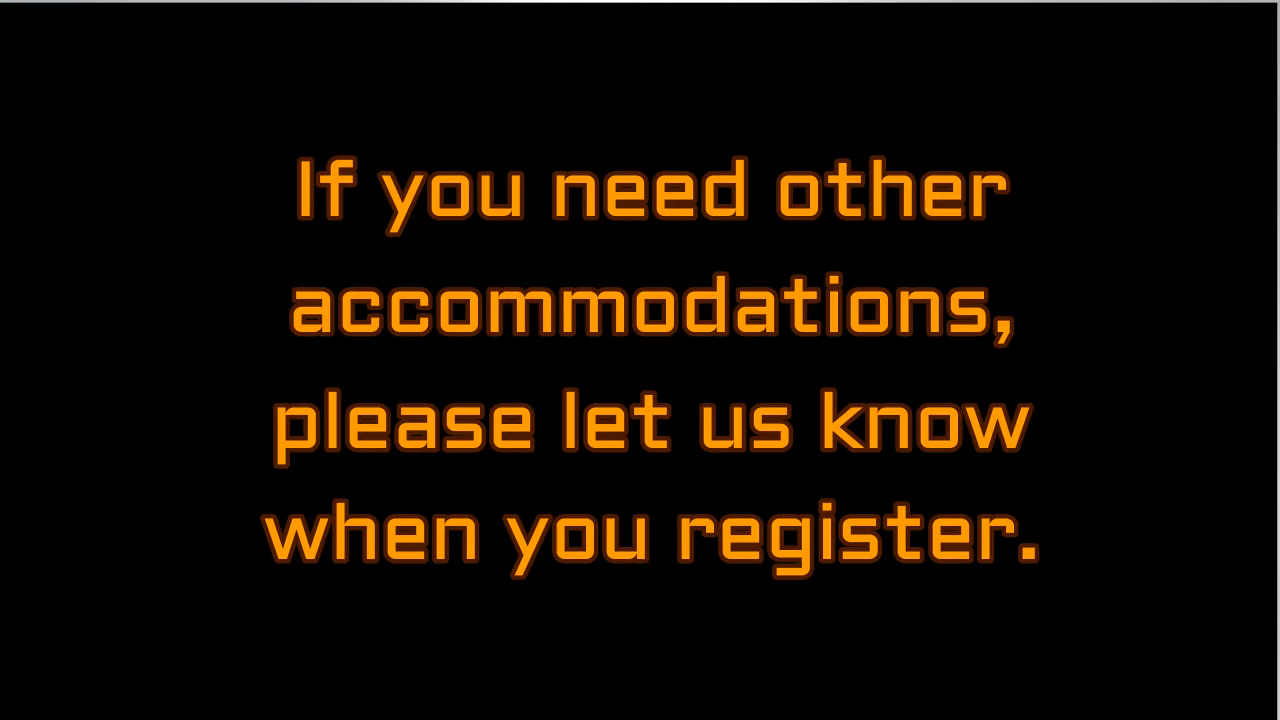 If you need other
accommodations,
please let us know
when you register.